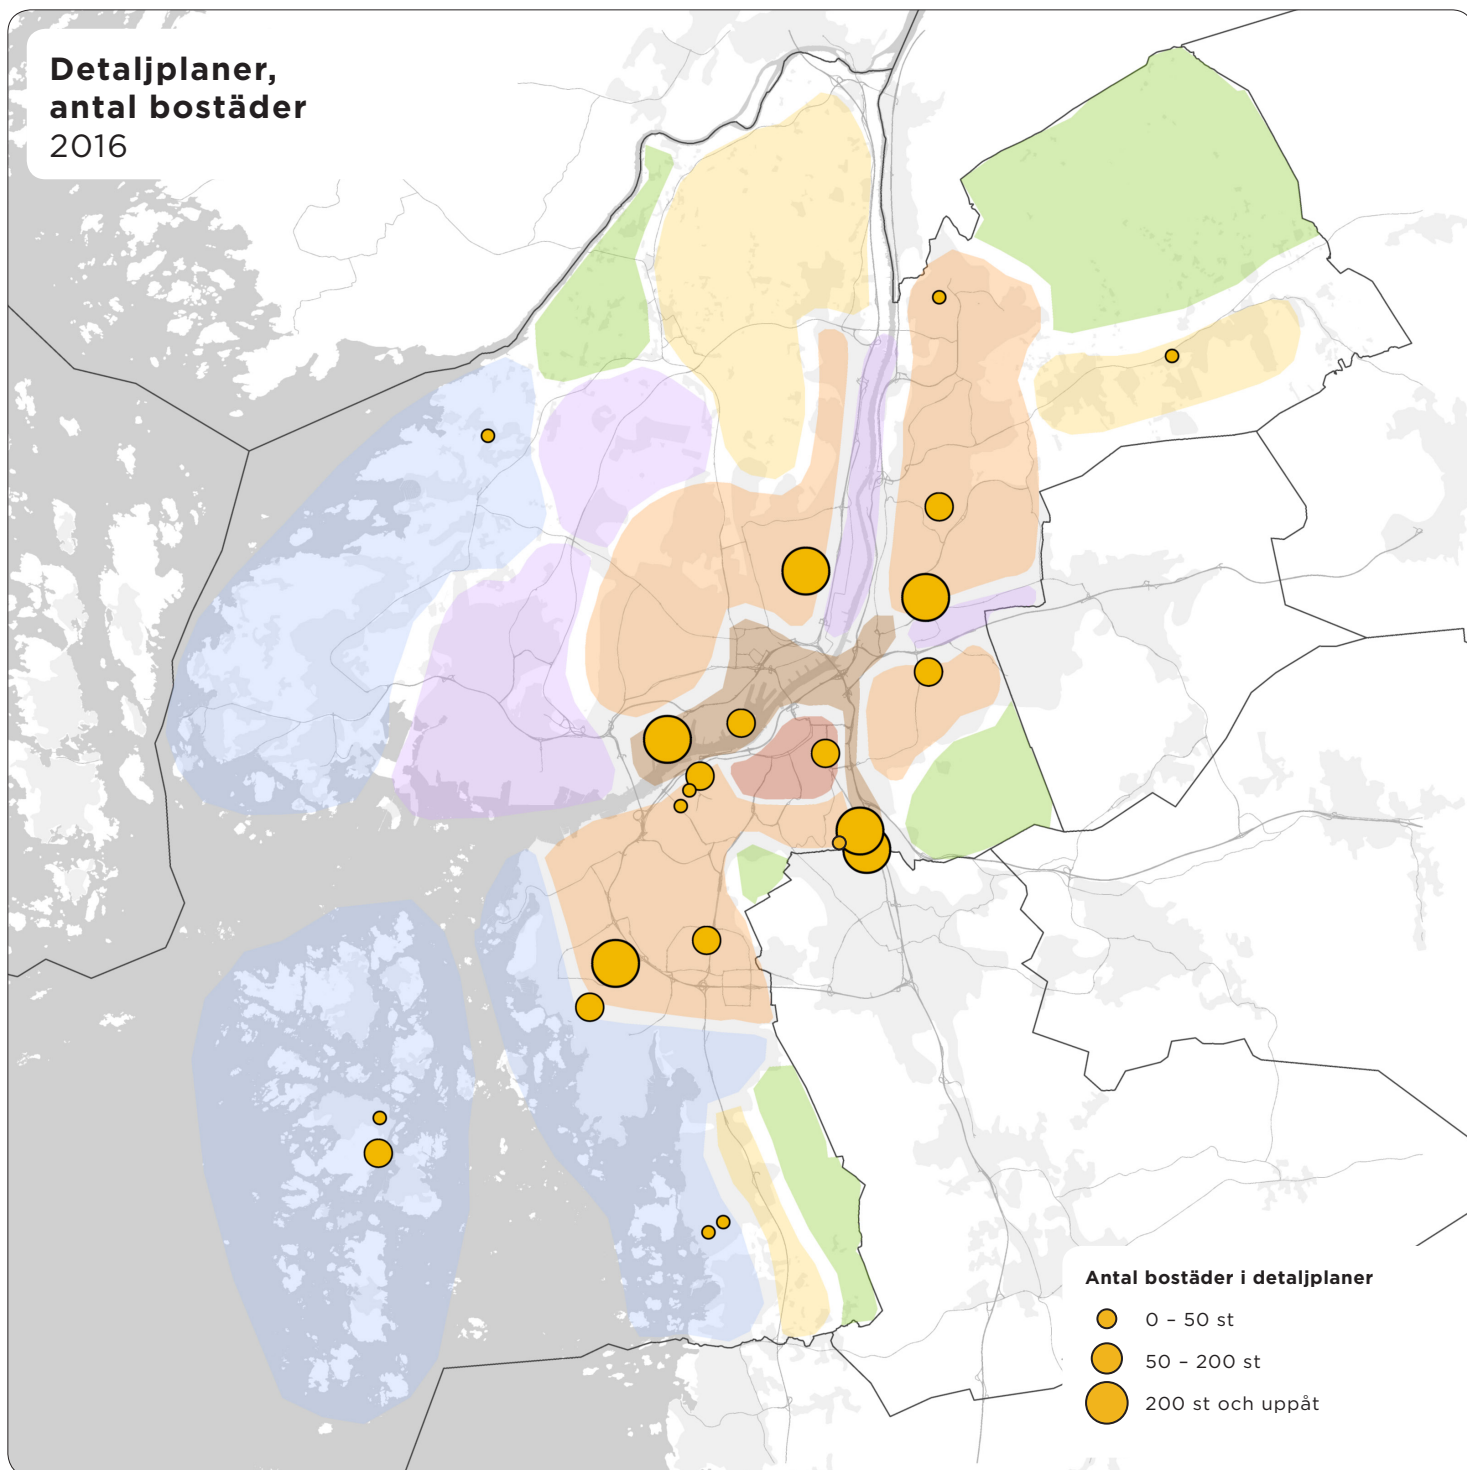 Detaljplaner,
antal bostäder
2016
Antal bostäder i detaljplaner
0 – 50 st
50 – 200 st
200 st och uppåt